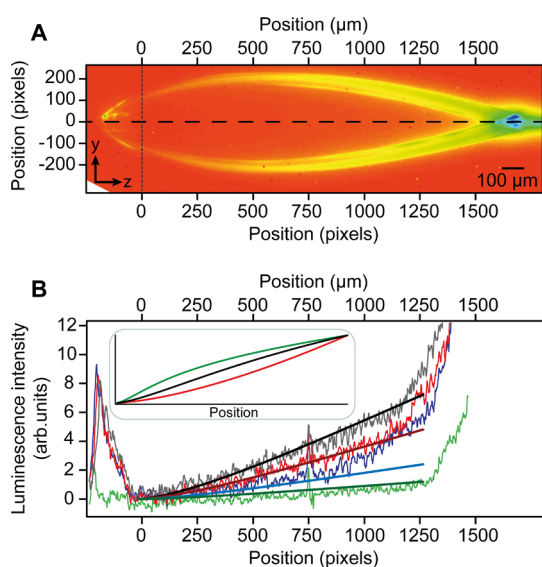 A
Position (μm)
0 250 500 750 1000 1250 1500
Position (pixels)
200
100
0
-100
-200
y
z
100 μm
0 250 500 750 1000 1250 1500
Position (pixels)
B
Position (μm)
0 250 500 750 1000 1250 1500
Luminescence intensity
(arb.units)
12
10
8
6
4
2
0
Position
0 250 500 750 1000 1250 1500
Position (pixels)